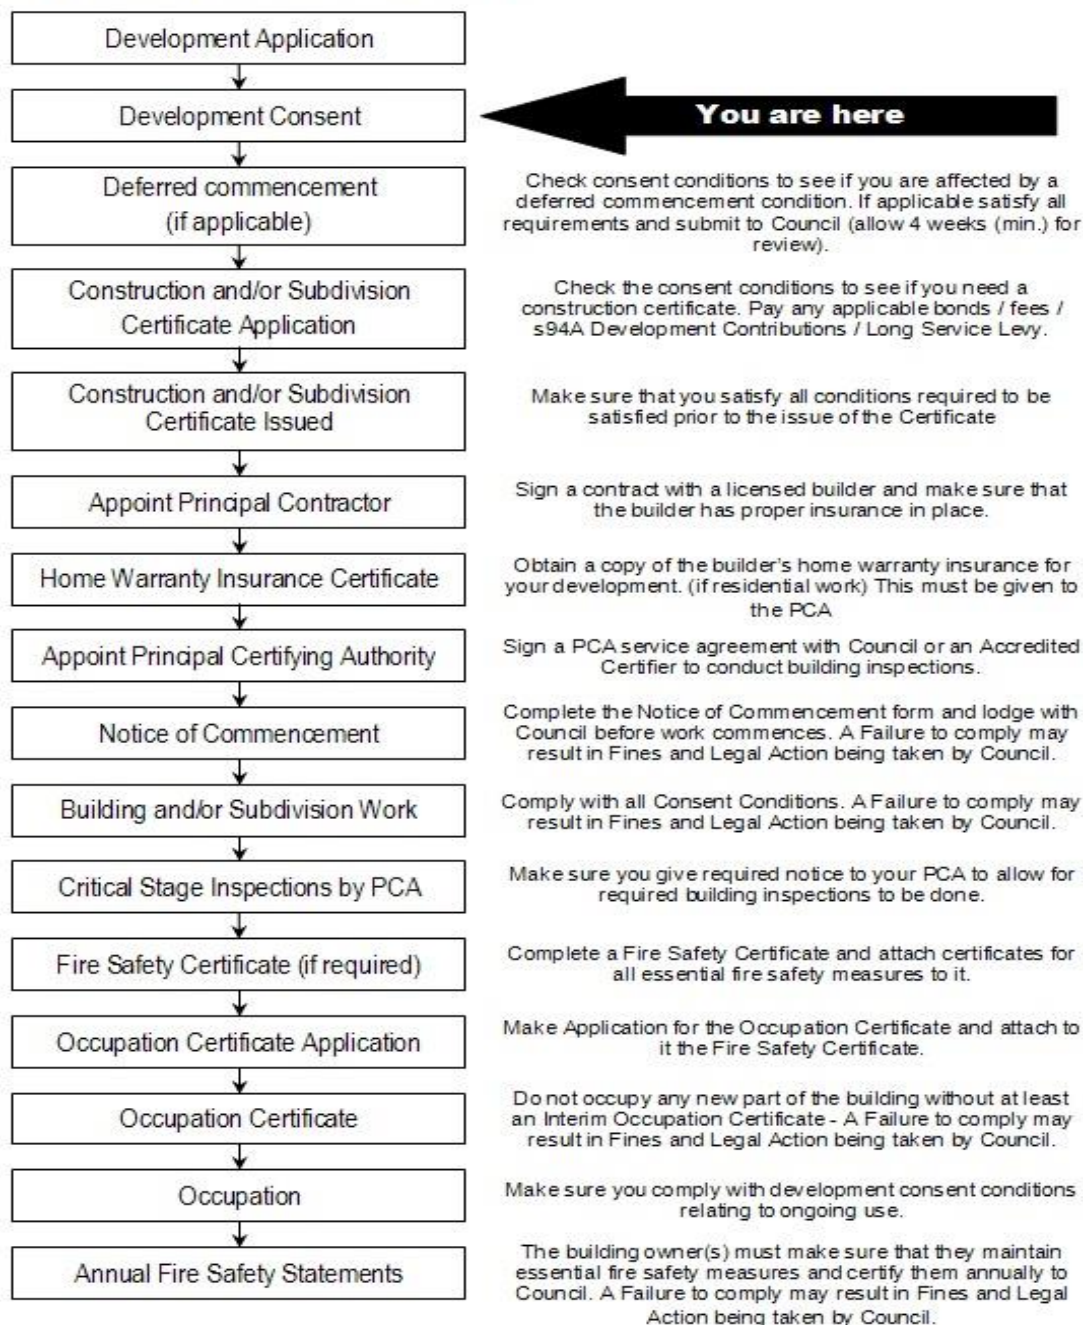 Development Application
Development Consent
You are here
Deferred commencement
(if applicable)
Check consent conditions to see if you are affected by a
deferred commencement condition. If applicable satisfy all
requirements and submit to Council (allow 4 weeks (min.) for
review).
Construction and/or Subdivision
Certificate Application
Check the consent conditions to see if you need a
construction certificate. Pay any applicable bonds / fees /
s94A Development Contributions / Long Service Levy.
Construction and/or Subdivision
Certificate Issued
Make sure that you satisfy all conditions required to be
satisfied prior to the issue of the Certificate
Appoint Principal Contractor
Sign a contract with a licensed builder and make sure that
the builder has proper insurance in place.
Home Warranty Insurance Certificate
Obtain a copy of the builder's home warranty insurance for
your development. (if residential work) This must be given to
the PCA
Appoint Principal Certifying Authority
Sign a PCA service agreement with Council or an Accredited
Certifier to conduct building inspections.
Notice of Commencement
Complete the Notice of Commencement form and lodge with
Council before work commences. A Failure to comply may
result in Fines and Legal Action being taken by Council.
Building and/or Subdivision Work
Comply with all Consent Conditions. A Failure to comply may
result in Fines and Legal Action being taken by Council.
Critical Stage Inspections by PCA
Make sure you give required notice to your PCA to allow for
required building inspections to be done.
Fire Safety Certificate (if required)
Complete a Fire Safety Certificate and attach certificates for
all essential fire safety measures to it.
Occupation Certificate Application
Make Application for the Occupation Certificate and attach to
it the Fire Safety Certificate.
Occupation Certificate
Do not occupy any new part of the building without at least
an Interim Occupation Certificate - A Failure to comply may
result in Fines and Legal Action being taken by Council.
Occupation
Make sure you comply with development consent conditions
relating to ongoing use.
Annual Fire Safety Statements
The building owner(s) must make sure that they maintain
essential fire safety measures and certify them annually to
Council. A Failure to comply may result in Fines and Legal
Action being taken by Council.